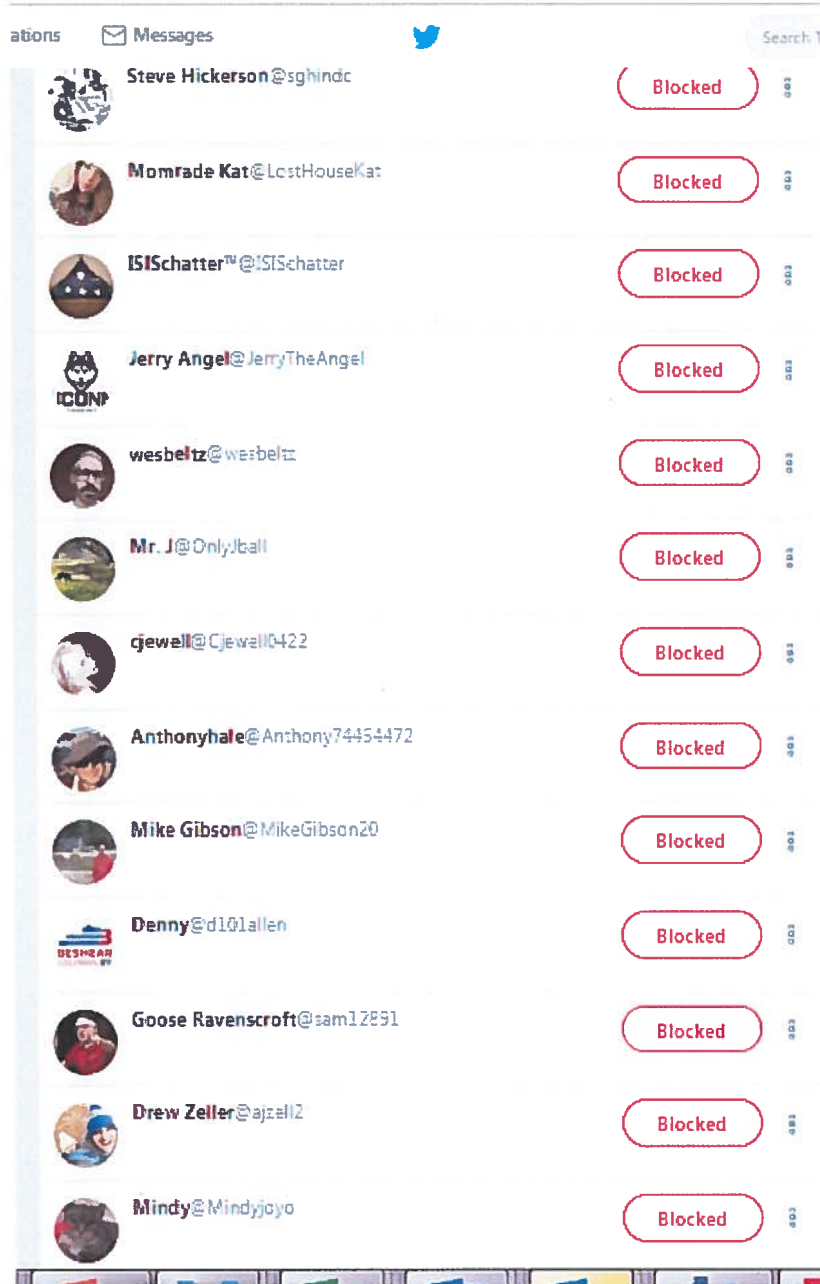 ations Messages Search T
Steve Hickerson@sghindc Blocked
Momrade Kat@LostHouseKat Blocked
ISISchatter™@ISISchatter Blocked
Jerry Angel@JerryTheAngel Blocked
wesbeltz@wesbeltz Blocked
Mr. J@OnlyJball Blocked
cjewell@Cjewell0422 Blocked
Anthonyhale@Anthony74454472 Blocked
Mike Gibson@MikeGibson20 Blocked
Denny@d101allen Blocked
BESHEAR
Goose Ravenscroft@sam12891 Blocked
Drew Zeller@ajzell2 Blocked
Mindy@Mindyjoyo Blocked